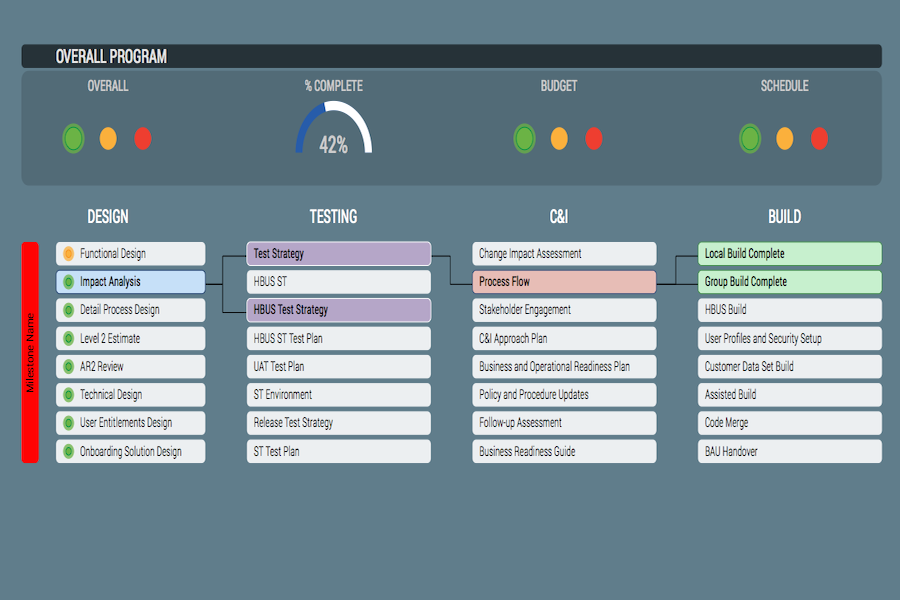 OVERALL PROGRAM
OVERALL
% COMPLETE
BUDGET
SCHEDULE
42%
DESIGN
TESTING
C&I
BUILD
Milestone Name
Functional Design
Test Strategy
Change Impact Assessment
Local Build Complete
Impact Analysis
HBUS ST
Process Flow
Group Build Complete
Detail Process Design
HBUS Test Strategy
Stakeholder Engagement
HBUS Build
Level 2 Estimate
HBUS ST Test Plan
C&I Approach Plan
User Profiles and Security Setup
AR2 Review
UAT Test Plan
Business and Operational Readiness Plan
Customer Data Set Build
Technical Design
ST Environment
Policy and Procedure Updates
Assisted Build
User Entitlements Design
Release Test Strategy
Follow-up Assessment
Code Merge
Onboarding Solution Design
ST Test Plan
Business Readiness Guide
BAU Handover